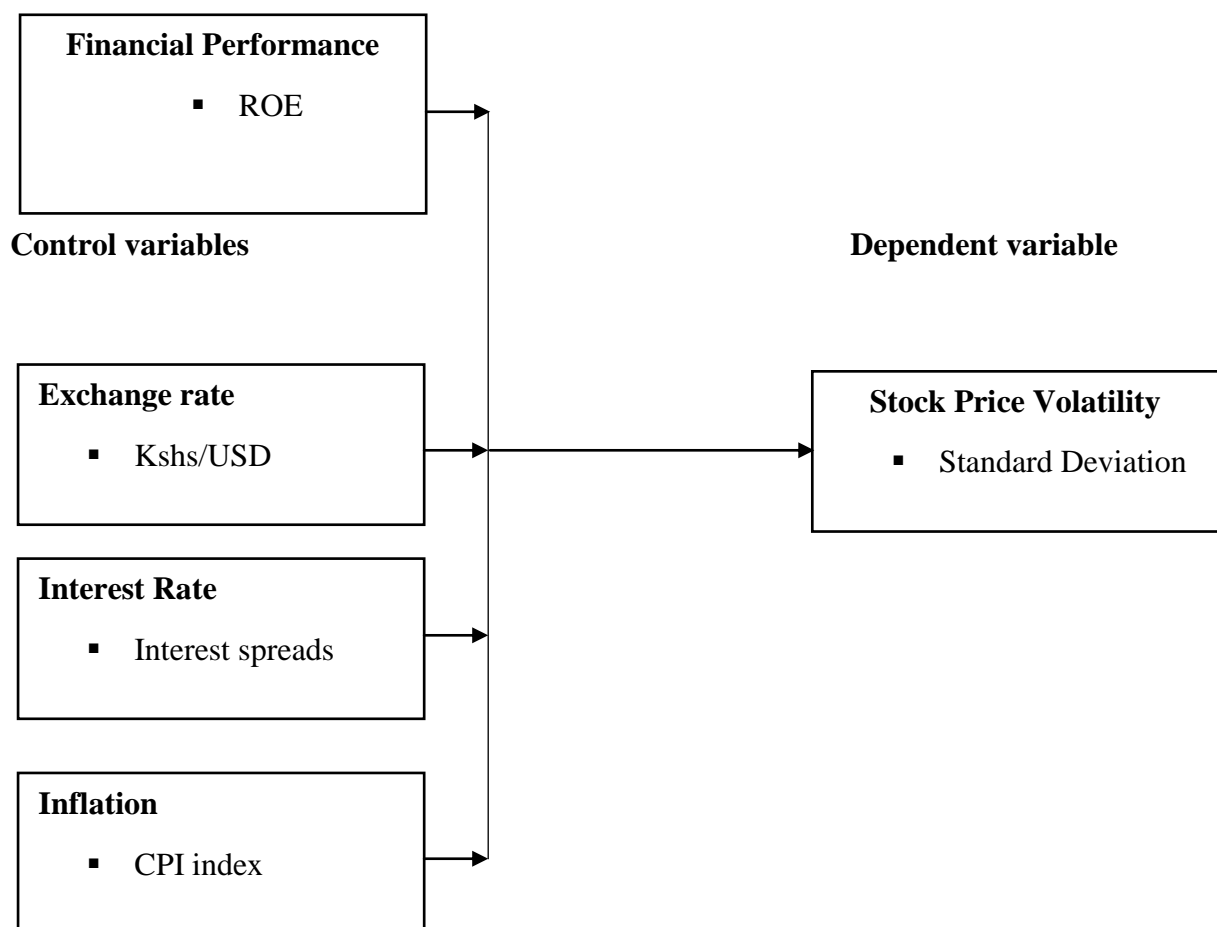 Financial Performance
▪ ROE
Control variables
Dependent variable
Exchange rate
▪ Kshs/USD
Stock Price Volatility
▪ Standard Deviation
Interest Rate
▪ Interest spreads
Inflation
▪ CPI index